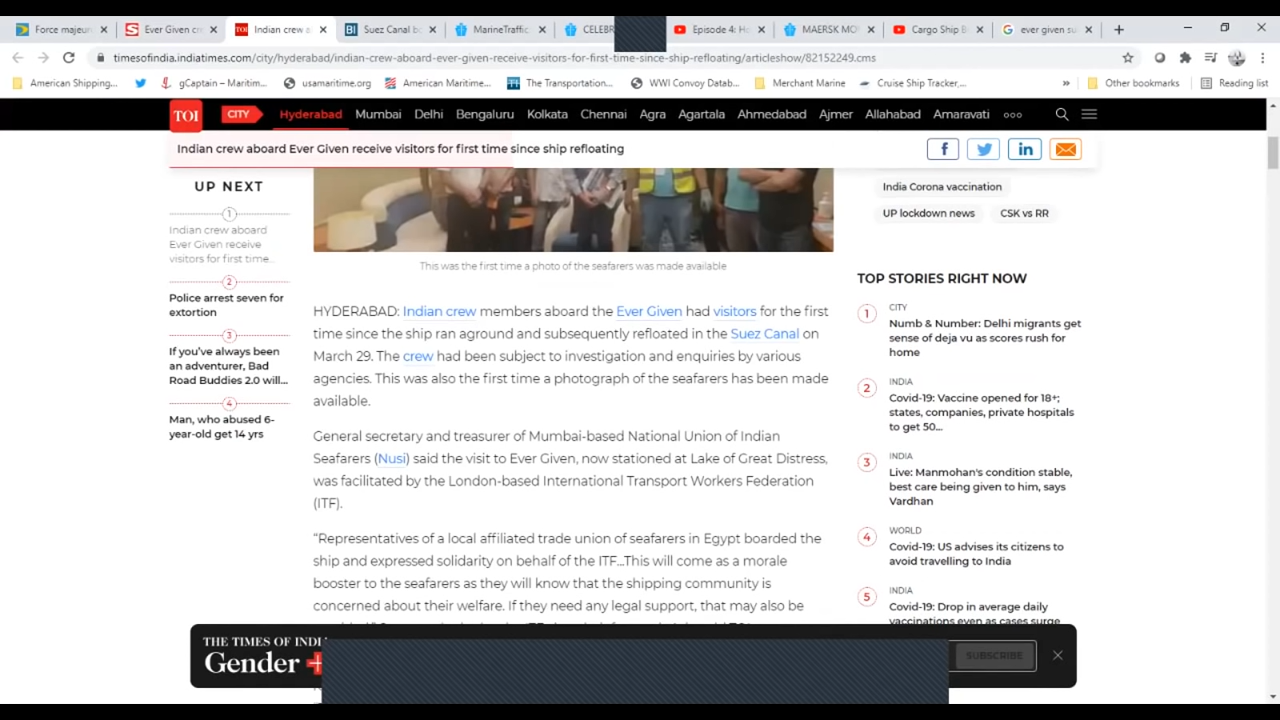 Force majeur
Ever Given cr
Indian crew a
Suez Canal bo
MarineTraffic
CELEBR
Episode 4: H
MAERSK MO
Cargo Ship B
ever given su
timesofindia.indiatimes.com/city/hyderabad/indian-crew-aboard-ever-given-receive-visitors-for-first-time-since-ship-refloating/articleshow/82152249.cms
American Shipping...
gCaptain – Maritim...
usamaritime.org
American Maritime...
The Transportation...
WWI Convoy Datab...
Merchant Marine
Cruise Ship Tracker,...
Other bookmarks
Reading list
TOI
CITY
Hyderabad
Mumbai
Delhi
Bengaluru
Kolkata
Chennai
Agra
Agartala
Ahmedabad
Ajmer
Allahabad
Amaravati
Indian crew aboard Ever Given receive visitors for first time since ship refloating
UP NEXT
1
Indian crew aboard
Ever Given receive
visitors for first time...
2
Police arrest seven for
extortion
3
If you've always been
an adventurer, Bad
Road Buddies 2.0 will...
4
Man, who abused 6-
year-old get 14 yrs
This was the first time a photo of the seafarers was made available
HYDERABAD: Indian crew members aboard the Ever Given had visitors for the first
time since the ship ran aground and subsequently refloated in the Suez Canal on
March 29. The crew had been subject to investigation and enquiries by various
agencies. This was also the first time a photograph of the seafarers has been made
available.
General secretary and treasurer of Mumbai-based National Union of Indian
Seafarers (Nusi) said the visit to Ever Given, now stationed at Lake of Great Distress,
was facilitated by the London-based International Transport Workers Federation
(ITF).
“Representatives of a local affiliated trade union of seafarers in Egypt boarded the
ship and expressed solidarity on behalf of the ITF...This will come as a morale
booster to the seafarers as they will know that the shipping community is
concerned about their welfare. If they need any legal support, that may also be
India Corona vaccination
UP lockdown news
CSK vs RR
TOP STORIES RIGHT NOW
1
CITY
Numb & Number: Delhi migrants get
sense of deja vu as scores rush for
home
2
INDIA
Covid-19: Vaccine opened for 18+;
states, companies, private hospitals
to get 50...
3
INDIA
Live: Manmohan's condition stable,
best care being given to him, says
Vardhan
4
WORLD
Covid-19: US advises its citizens to
avoid travelling to India
5
INDIA
Covid-19: Drop in average daily
vaccinations even as cases surge
THE TIMES OF INDI
Gender +
SUBSCRIBE